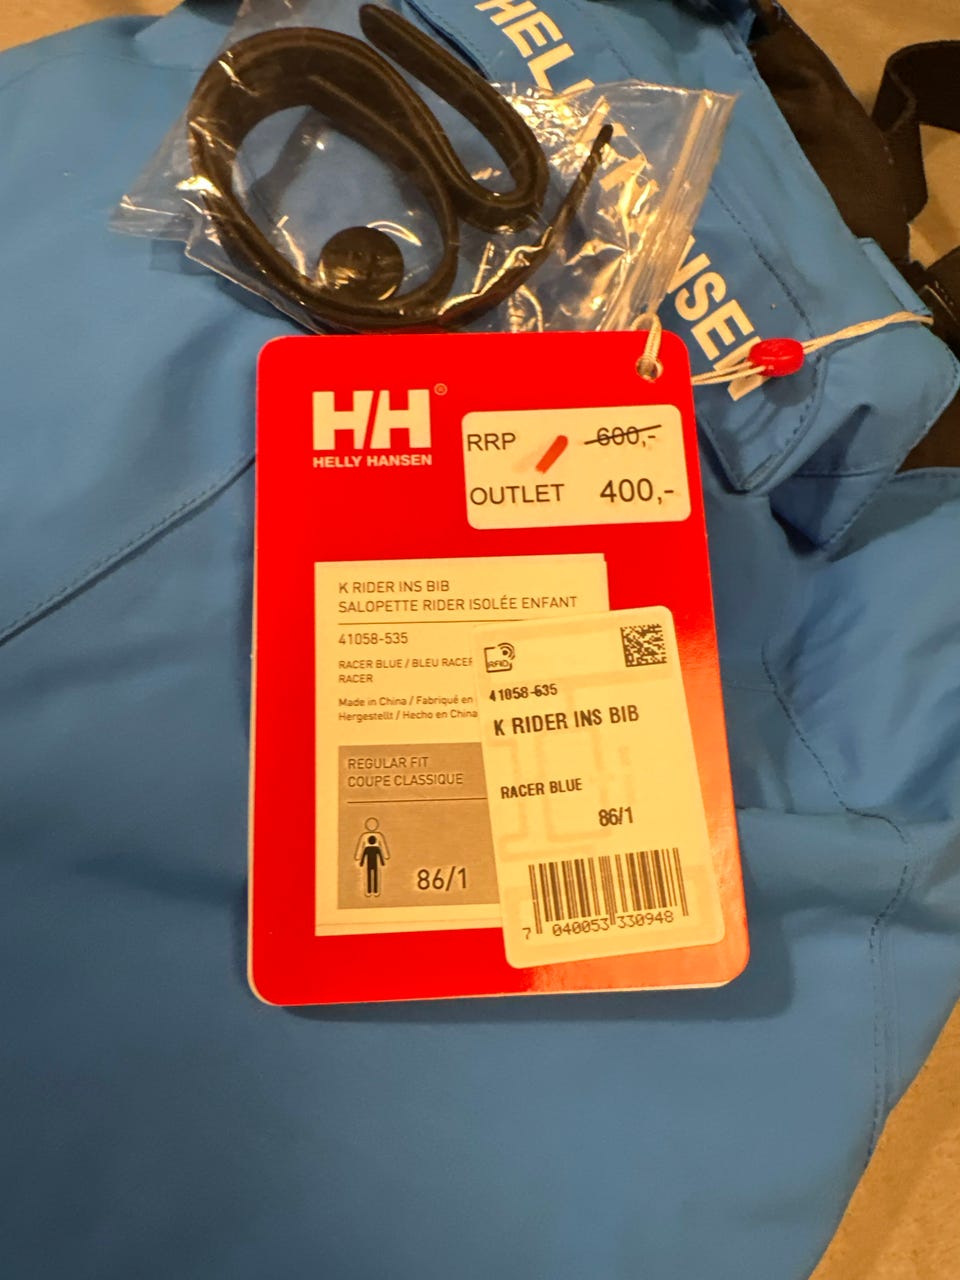 HELLY HANSEN
HH®
HELLY HANSEN
RRP 600,-
OUTLET 400,-
K RIDER INS BIB
SALOPETTE RIDER ISOLÉE ENFANT
41058-535
RACER BLUE / BLEU RACER
RACER
Made in China / Fabriqué en
Hergestellt / Hecho en China
REGULAR FIT
COUPE CLASSIQUE
86/1
RFID
41058-535
K RIDER INS BIB
RACER BLUE
86/1
7 040053 330948